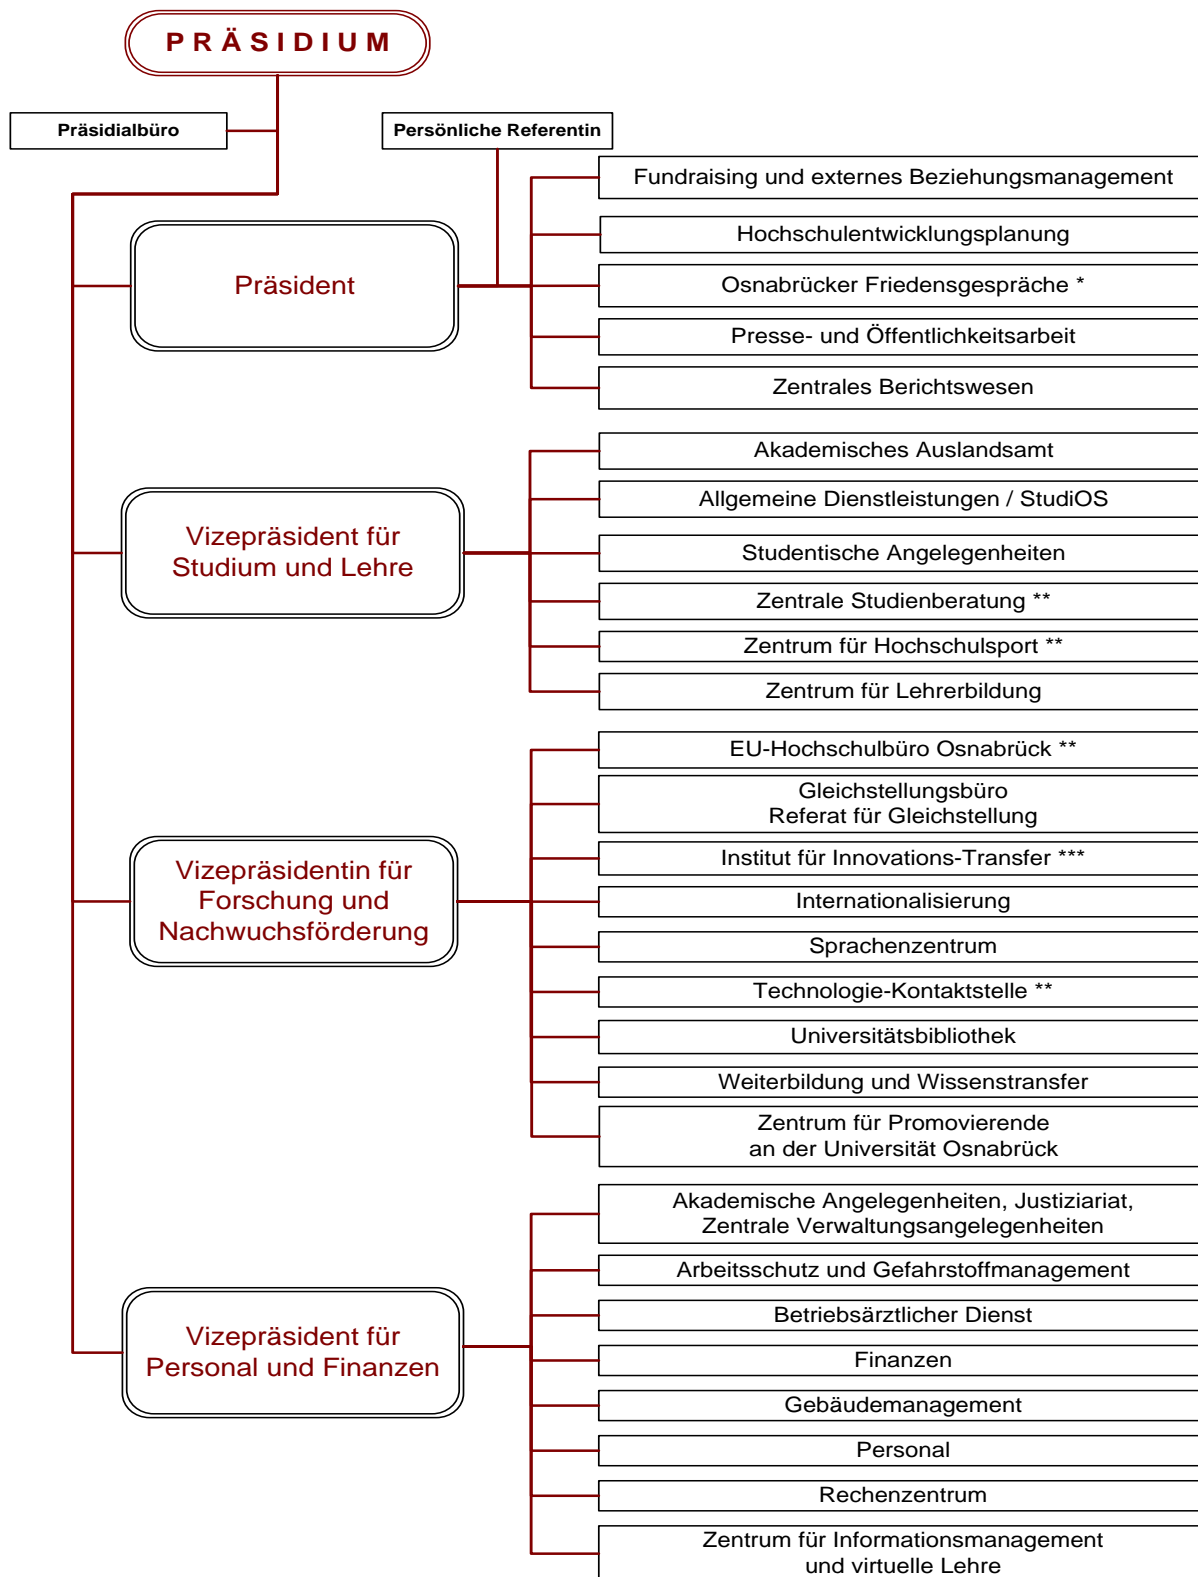 PRÄSIDIUM
Präsidialbüro
Persönliche Referentin
Präsident
Fundraising und externes Beziehungsmanagement
Hochschulentwicklungsplanung
Osnabrücker Friedensgespräche *
Presse- und Öffentlichkeitsarbeit
Zentrales Berichtswesen
Vizepräsident für
Studium und Lehre
Akademisches Auslandsamt
Allgemeine Dienstleistungen / StudiOS
Studentische Angelegenheiten
Zentrale Studienberatung **
Zentrum für Hochschulsport **
Zentrum für Lehrerbildung
Vizepräsidentin für
Forschung und
Nachwuchsförderung
EU-Hochschulbüro Osnabrück **
Gleichstellungsbüro
Referat für Gleichstellung
Institut für Innovations-Transfer ***
Internationalisierung
Sprachenzentrum
Technologie-Kontaktstelle **
Universitätsbibliothek
Weiterbildung und Wissenstransfer
Zentrum für Promovierende
an der Universität Osnabrück
Vizepräsident für
Personal und Finanzen
Akademische Angelegenheiten, Justiziariat,
Zentrale Verwaltungsangelegenheiten
Arbeitsschutz und Gefahrstoffmanagement
Betriebsärztlicher Dienst
Finanzen
Gebäudemanagement
Personal
Rechenzentrum
Zentrum für Informationsmanagement
und virtuelle Lehre